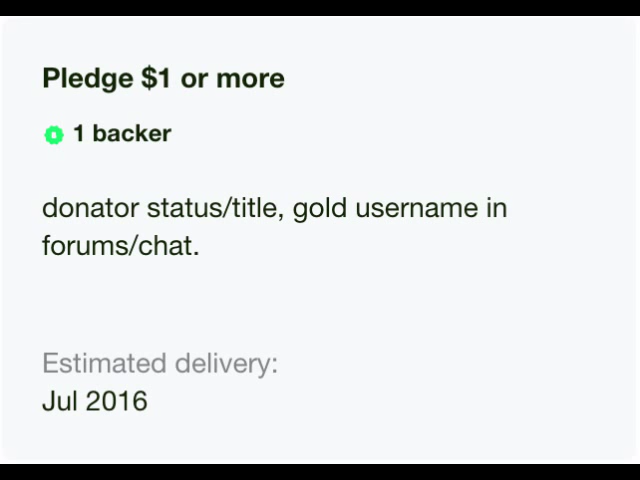 Pledge $1 or more
1 backer
donator status/title, gold username in
forums/chat.
Estimated delivery:
Jul 2016